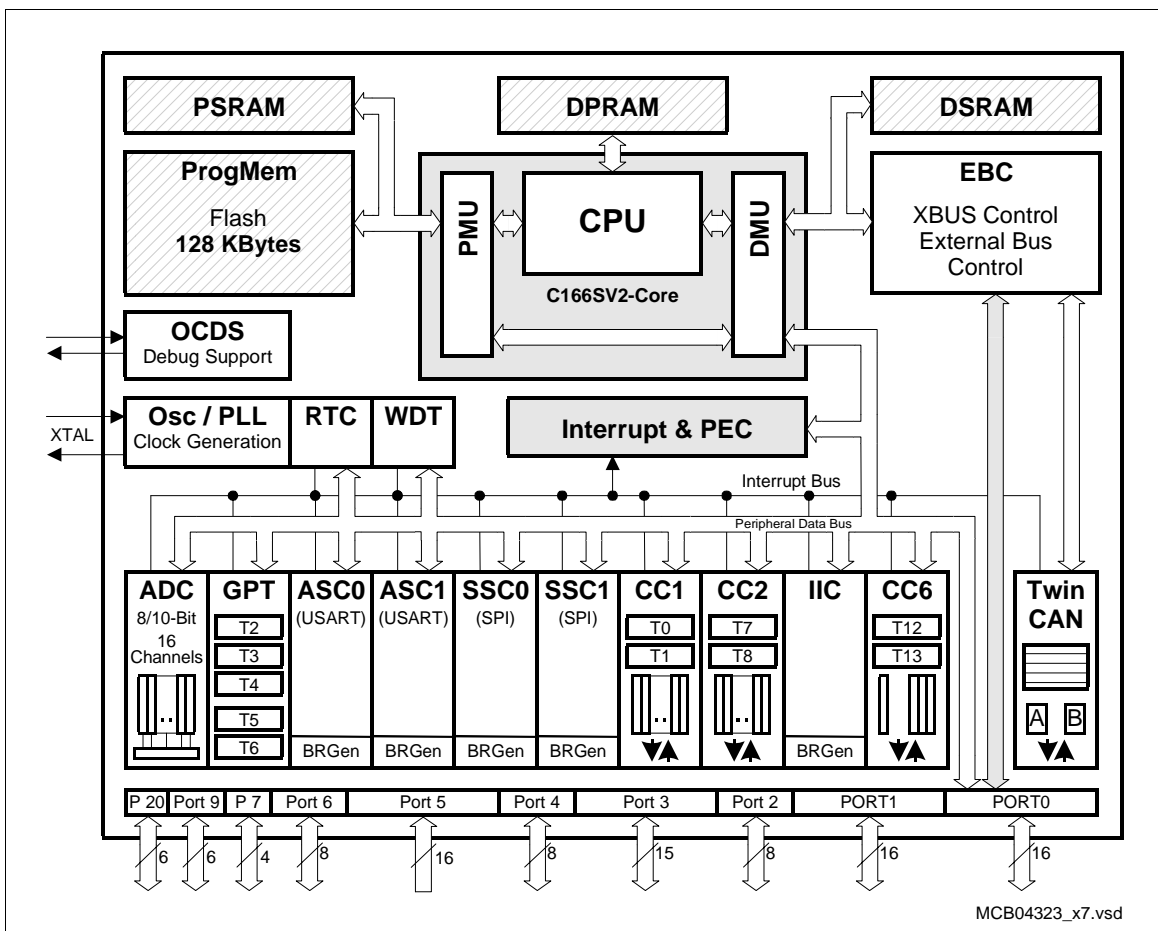 PSRAM
DPRAM
DSRAM
ProgMem
Flash
128 KBytes
PMU
CPU
DMU
C166SV2-Core
EBC
XBUS Control
External Bus
Control
OCDS
Debug Support
Osc / PLL
Clock Generation
RTC
WDT
XTAL
Interrupt & PEC
Interrupt Bus
Peripheral Data Bus
ADC
8/10-Bit
16
Channels
..
GPT
T2
T3
T4
T5
T6
ASC0
(USART)
BRGen
ASC1
(USART)
BRGen
SSC0
(SPI)
BRGen
SSC1
(SPI)
BRGen
CC1
T0
T1
..
CC2
T7
T8
..
IIC
BRGen
CC6
T12
T13
Twin
CAN
A
B
P 20
Port 9
P 7
Port 6
Port 5
Port 4
Port 3
Port 2
PORT1
PORT0
6
6
4
8
16
8
15
8
16
16
MCB04323_x7.vsd